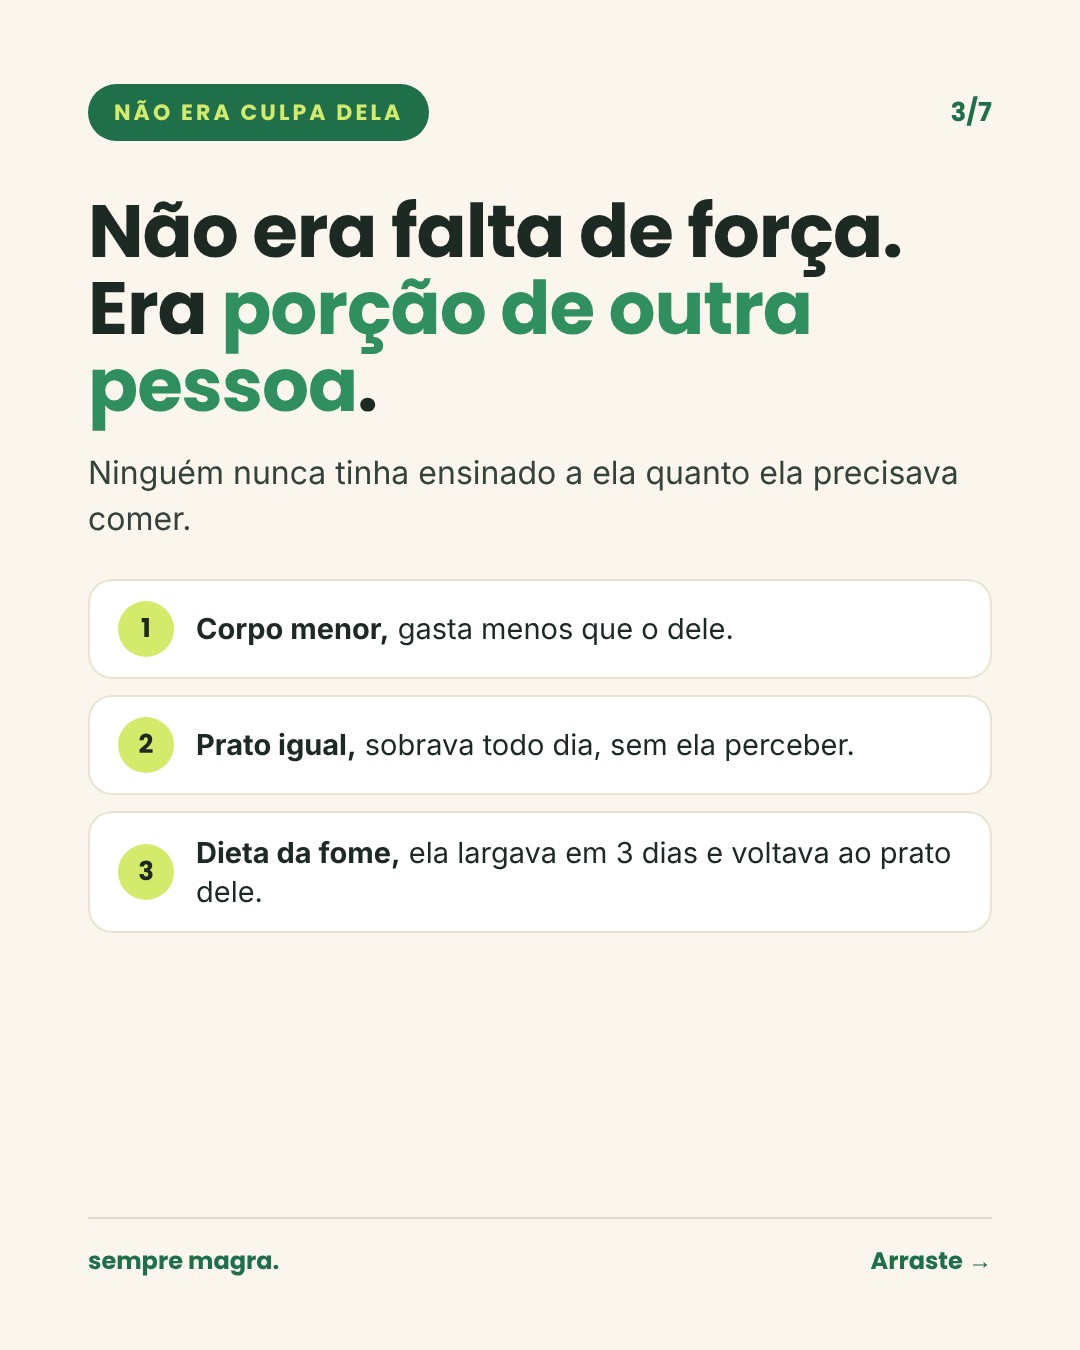 NÃO ERA CULPA DELA
3/7
Não era falta de força.
Era porção de outra
pessoa.
Ninguém nunca tinha ensinado a ela quanto ela precisava
comer.
1 Corpo menor, gasta menos que o dele.
2 Prato igual, sobrava todo dia, sem ela perceber.
3 Dieta da fome, ela largava em 3 dias e voltava ao prato
dele.
sempre magra.
Arraste →